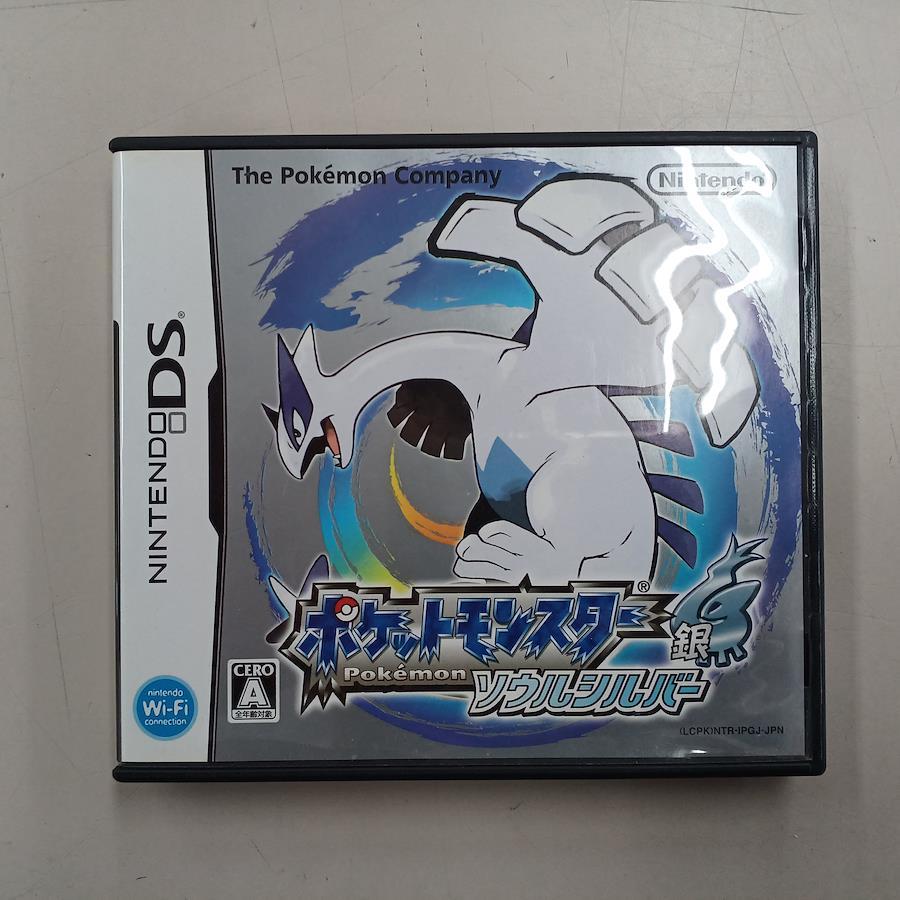 The Pokémon Company
Nintendo
NINTENDO DS®
ポケットモンスター®
Pokémon
銀
ソウルシルバー
CERO
A
全年齢対象
nintendo
Wi-Fi
connection
(LCPK)NTR-IPGJ-JPN